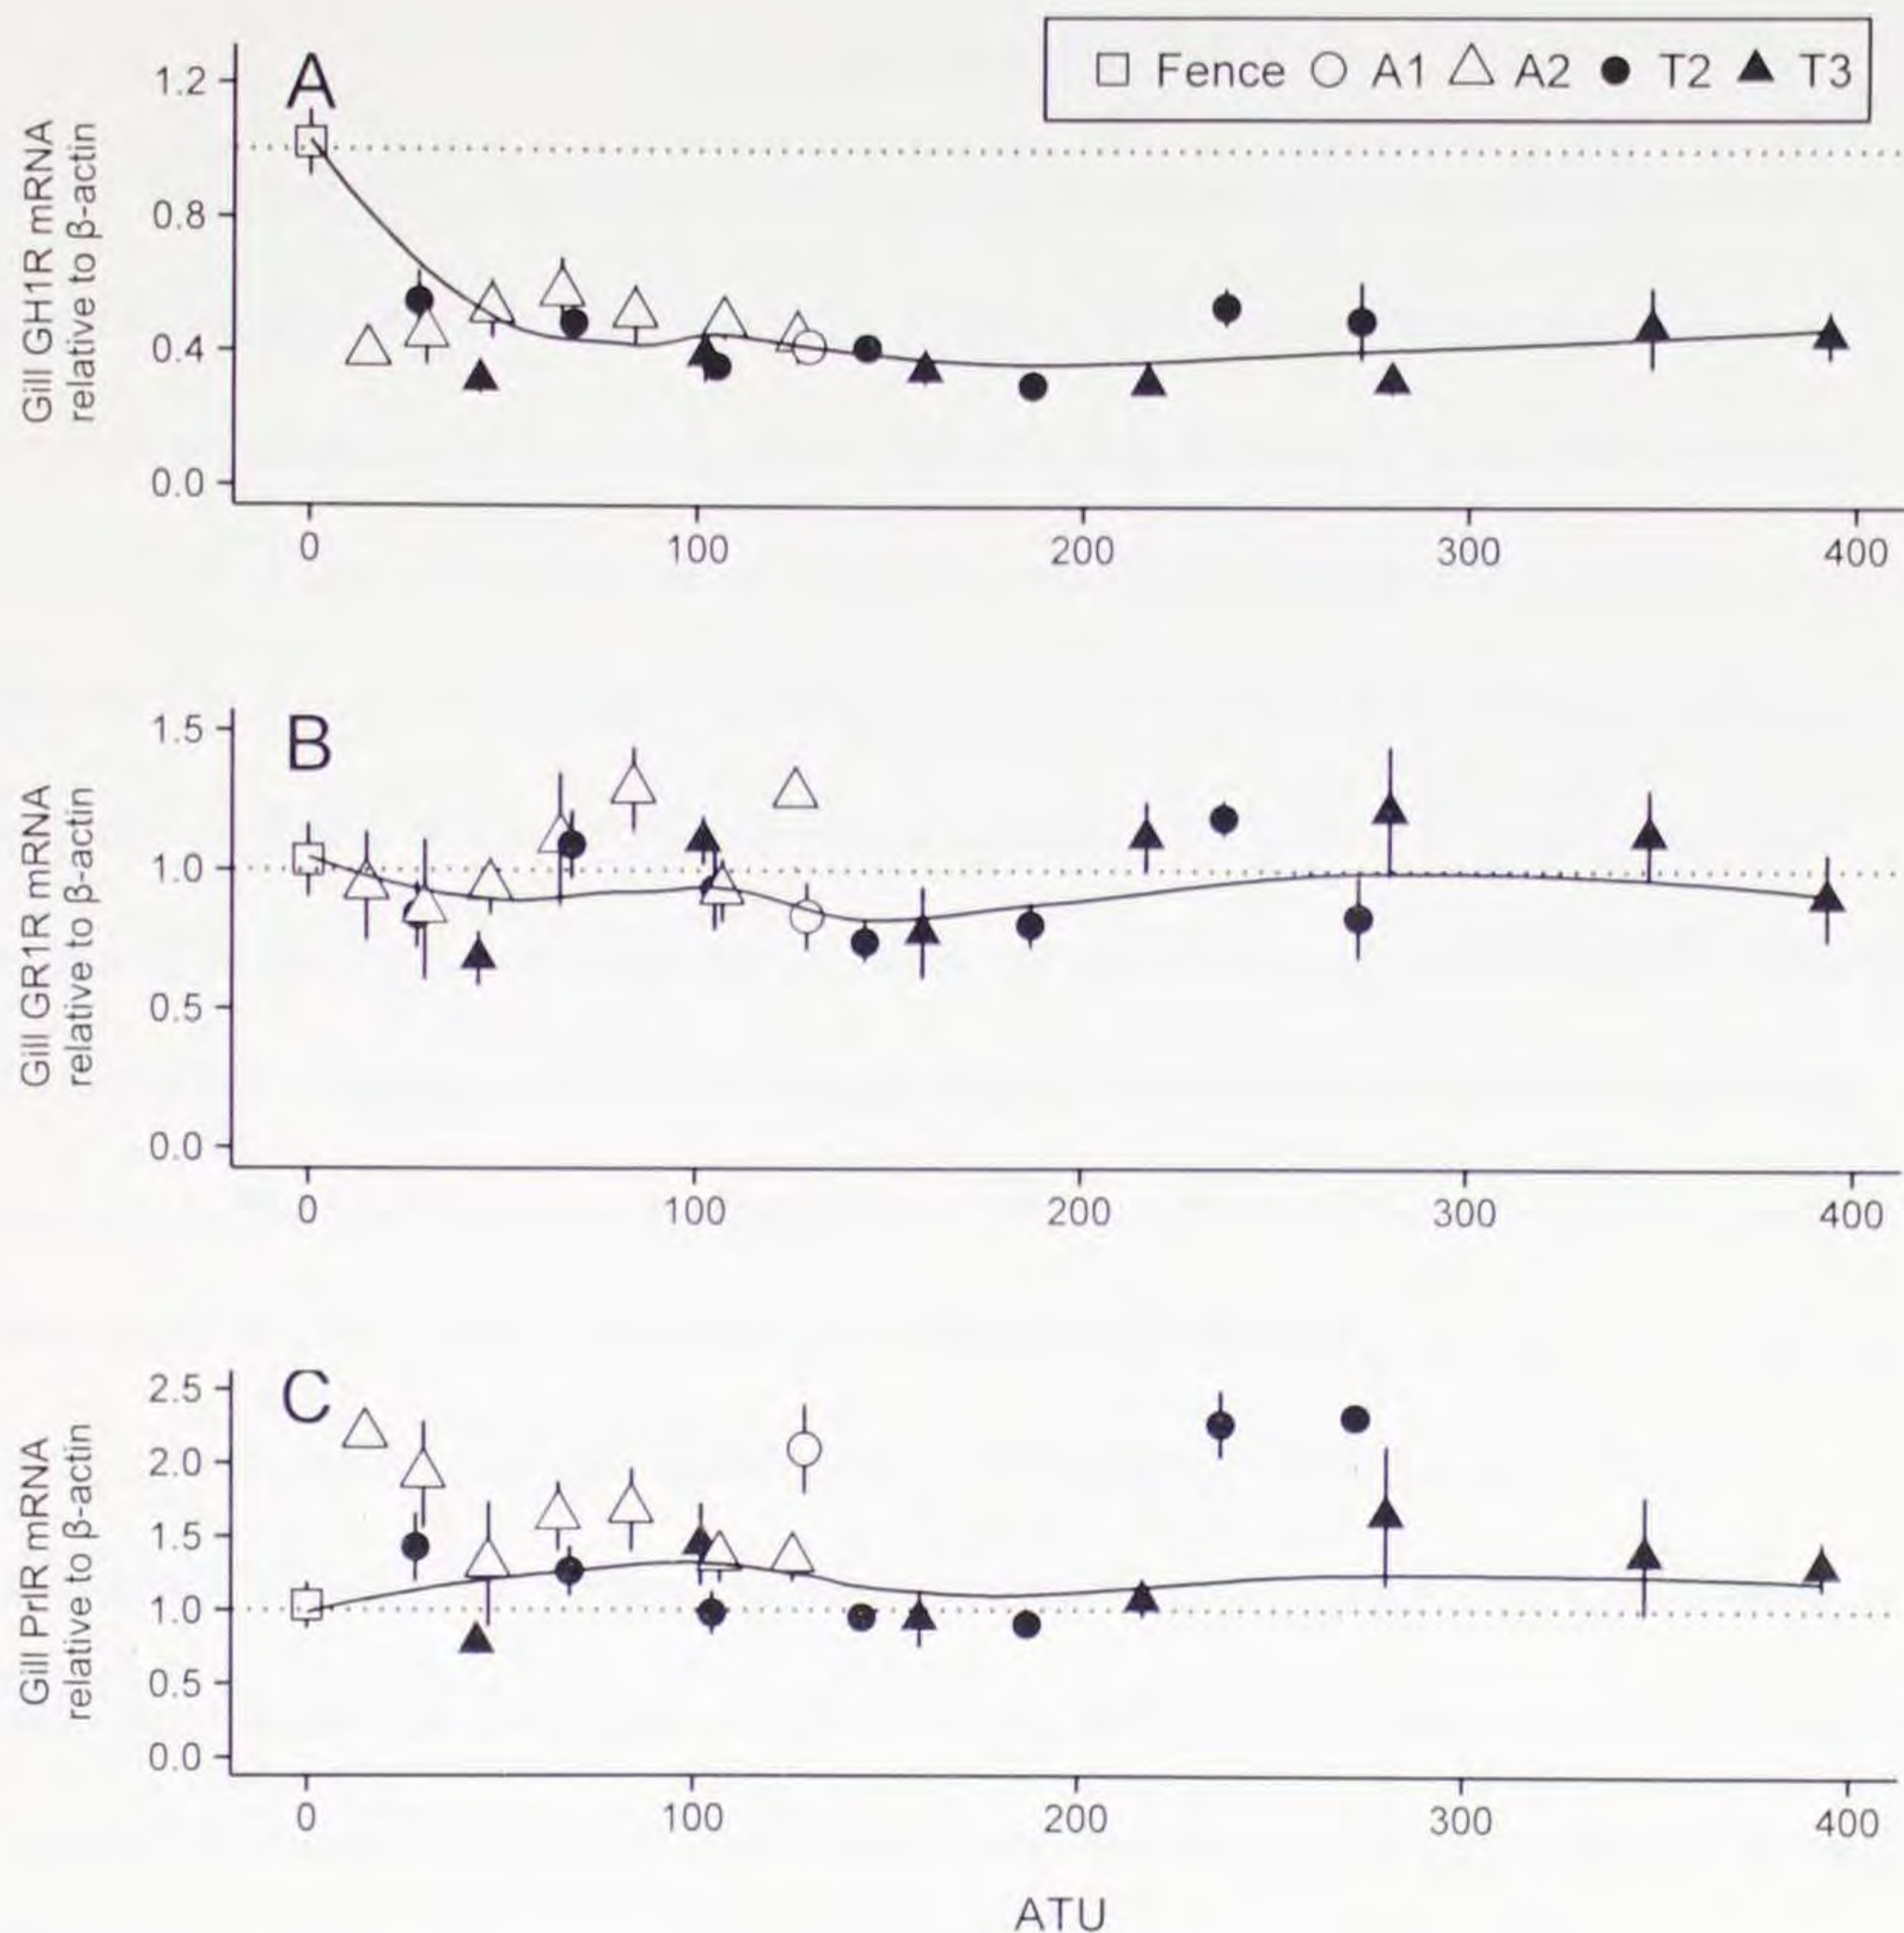 □ Fence ○ A1 △ A2 ● T2 ▲ T3
A
Gill GH1R mRNA
relative to β-actin
1.2
0.8
0.4
0.0
0 100 200 300 400
B
Gill GR1R mRNA
relative to β-actin
1.5
1.0
0.5
0.0
0 100 200 300 400
C
Gill PrlR mRNA
relative to β-actin
2.5
2.0
1.5
1.0
0.5
0.0
0 100 200 300 400
ATU